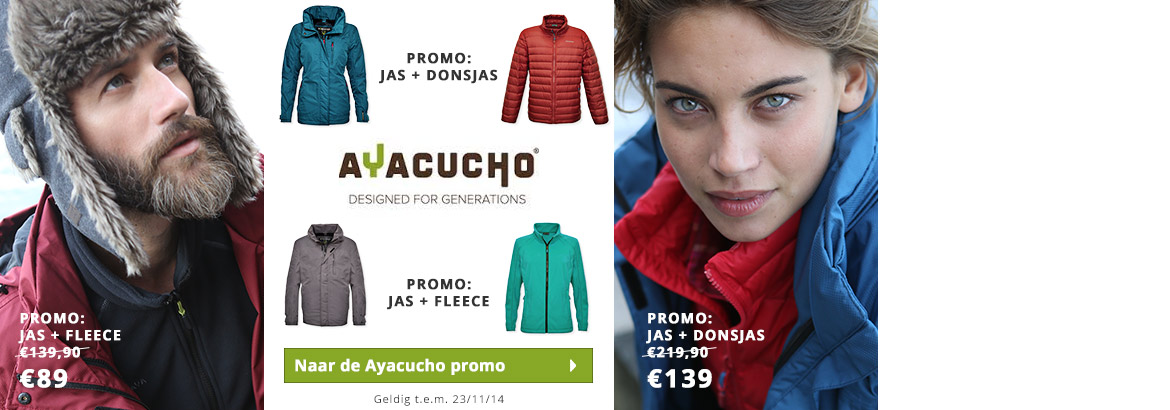 PROMO:
JAS + FLEECE
€139,90
€89
PROMO:
JAS + DONSJAS
AYACUCHO®
DESIGNED FOR GENERATIONS
PROMO:
JAS + FLEECE
Naar de Ayacucho promo
Geldig t.e.m. 23/11/14
PROMO:
JAS + DONSJAS
€219,90
€139